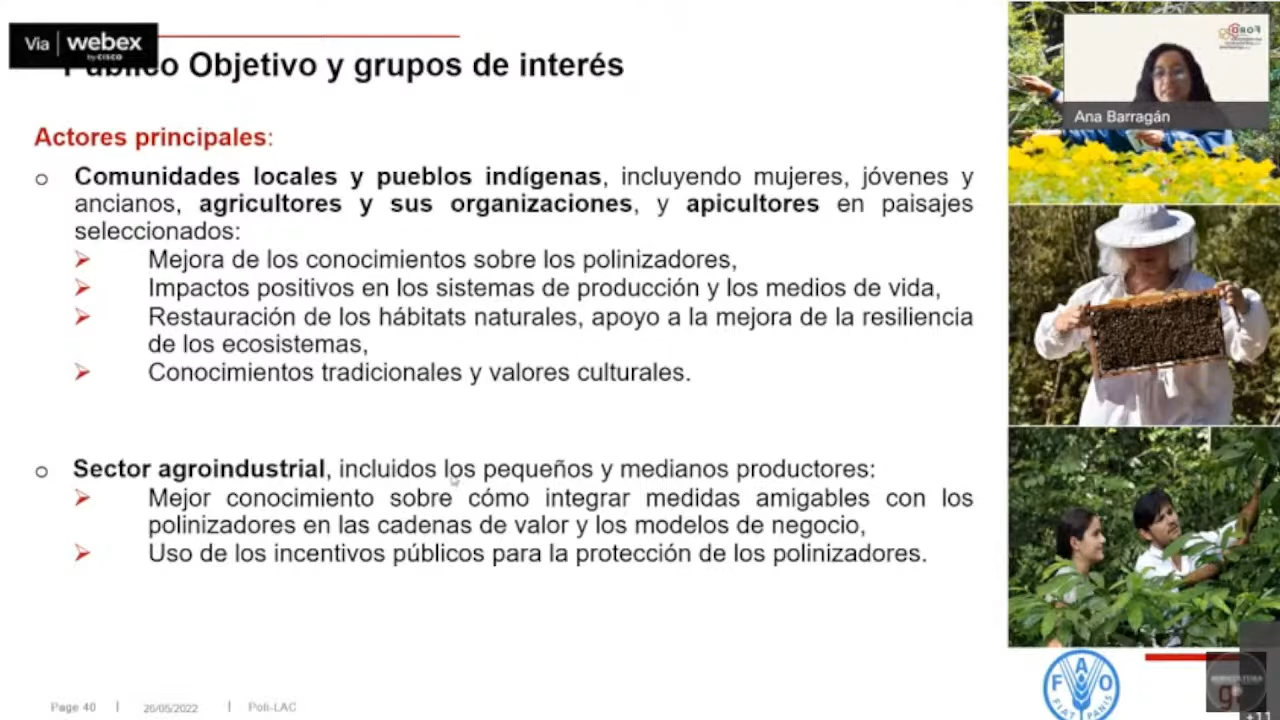 Via webex
by CISCO
Público Objetivo y grupos de interés
Ana Barragán
Actores principales:
o Comunidades locales y pueblos indígenas, incluyendo mujeres, jóvenes y
ancianos, agricultores y sus organizaciones, y apicultores en paisajes
seleccionados:
Mejora de los conocimientos sobre los polinizadores,
Impactos positivos en los sistemas de producción y los medios de vida,
Restauración de los hábitats naturales, apoyo a la mejora de la resiliencia
de los ecosistemas,
Conocimientos tradicionales y valores culturales.
o Sector agroindustrial, incluidos los pequeños y medianos productores:
Mejor conocimiento sobre cómo integrar medidas amigables con los
polinizadores en las cadenas de valor y los modelos de negocio,
Uso de los incentivos públicos para la protección de los polinizadores.
Page 40 | 26/05/2022 | Poli-LAC
FAO
FIAT PANIS
AGRICULTURA